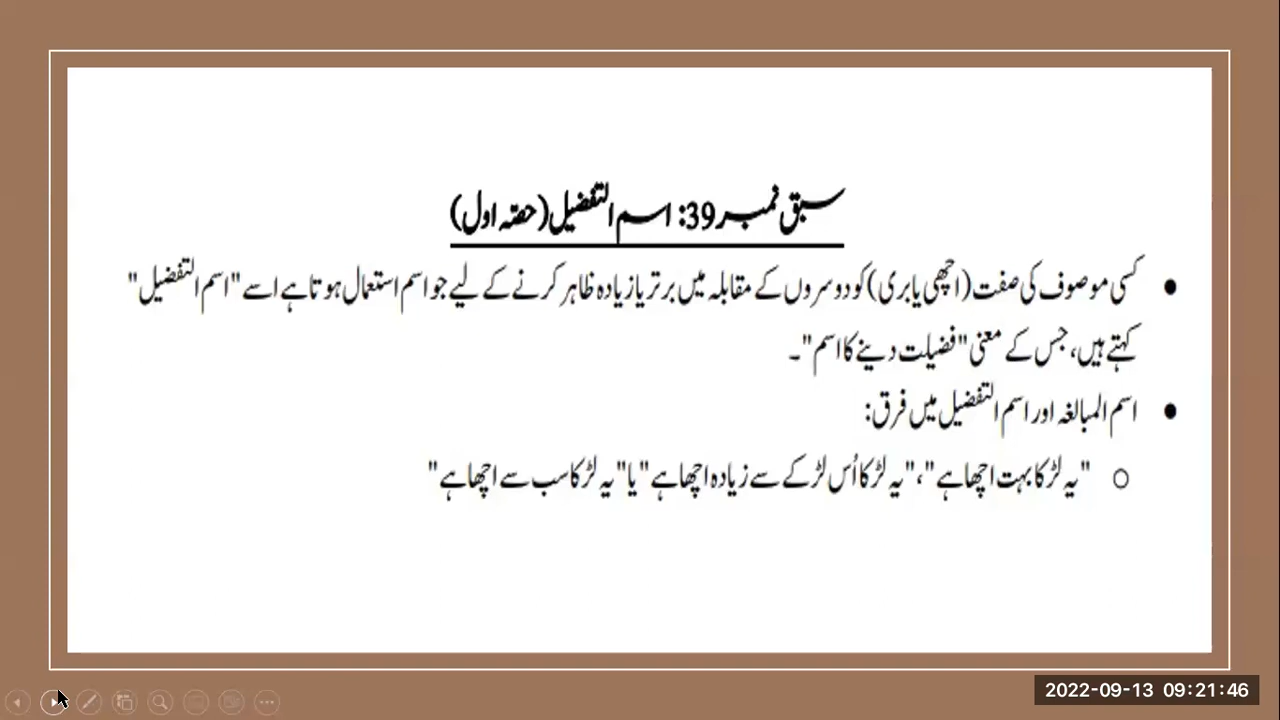 سبق نمبر 39: اسم التفضیل (حصّہ اول)
• کسی موصوف کی صفت (اچھی یا بری) کو دوسروں کے مقابلہ میں برتر یا زیادہ ظاہر کرنے کے لیے جو اسم استعمال ہوتا ہے اسے "اسم التفضیل"
کہتے ہیں، جس کے معنی "فضیلت دینے کا اسم"۔
• اسم المبالغہ اور اسم التفضیل میں فرق:
○ "یہ لڑکا بہت اچھا ہے"، "یہ لڑکا اُس لڑکے سے زیادہ اچھا ہے" یا "یہ لڑکا سب سے اچھا ہے"
2022-09-13 09:21:46